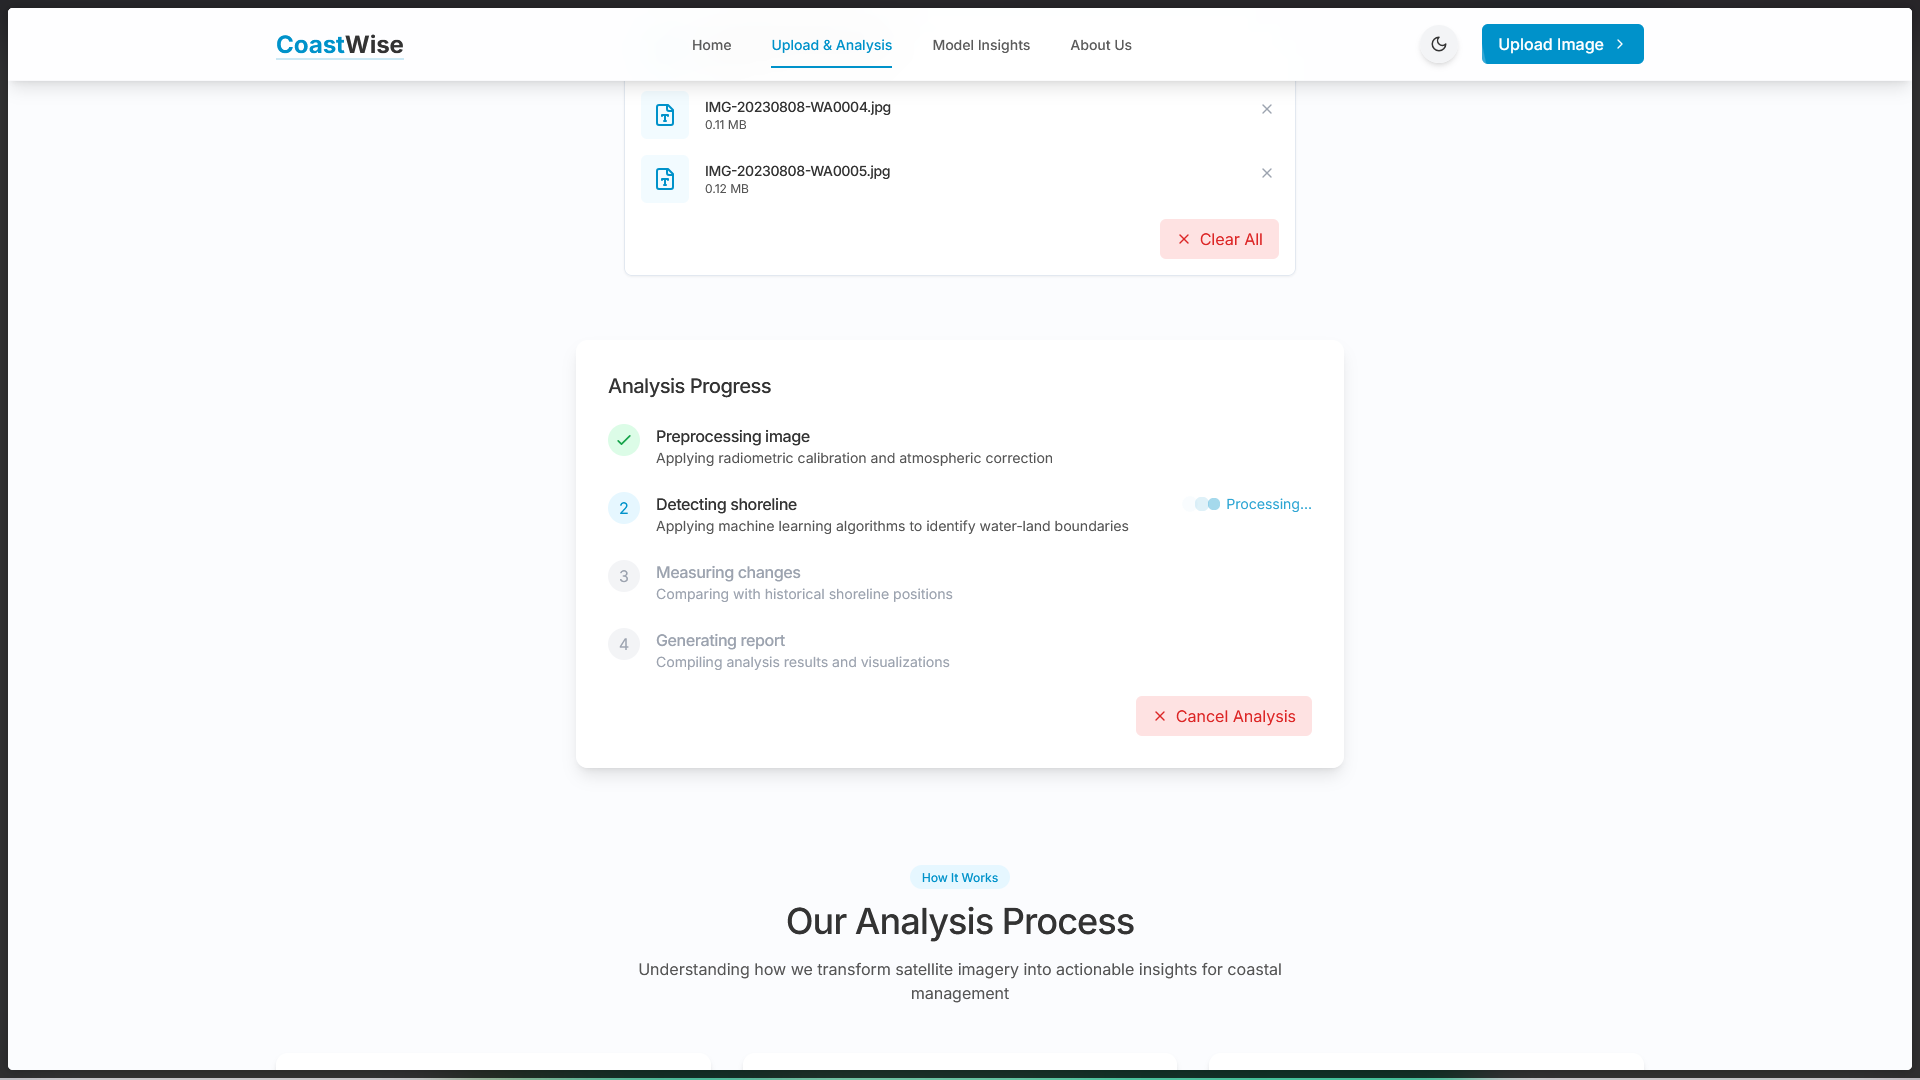 CoastWise
Home
Upload & Analysis
Model Insights
About Us
Upload Image
IMG-20230808-WA0004.jpg
0.11 MB
IMG-20230808-WA0005.jpg
0.12 MB
Clear All
Analysis Progress
Preprocessing image
Applying radiometric calibration and atmospheric correction
2
Detecting shoreline
Processing...
Applying machine learning algorithms to identify water-land boundaries
3
Measuring changes
Comparing with historical shoreline positions
4
Generating report
Compiling analysis results and visualizations
Cancel Analysis
How It Works
Our Analysis Process
Understanding how we transform satellite imagery into actionable insights for coastal
management